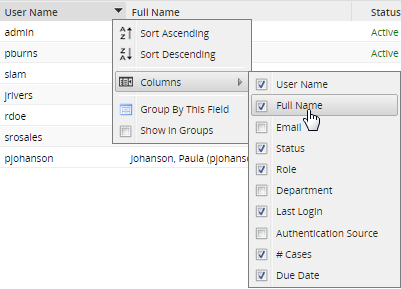 User Name Full Name Status
admin Active
pburns Active
slam
jrivers
rdoe
srosales
pjohanson Johanson, Paula (pjohanso
Sort Ascending
Sort Descending
Columns
Group By This Field
Show in Groups
User Name
Full Name
Email
Status
Role
Department
Last Login
Authentication Source
# Cases
Due Date